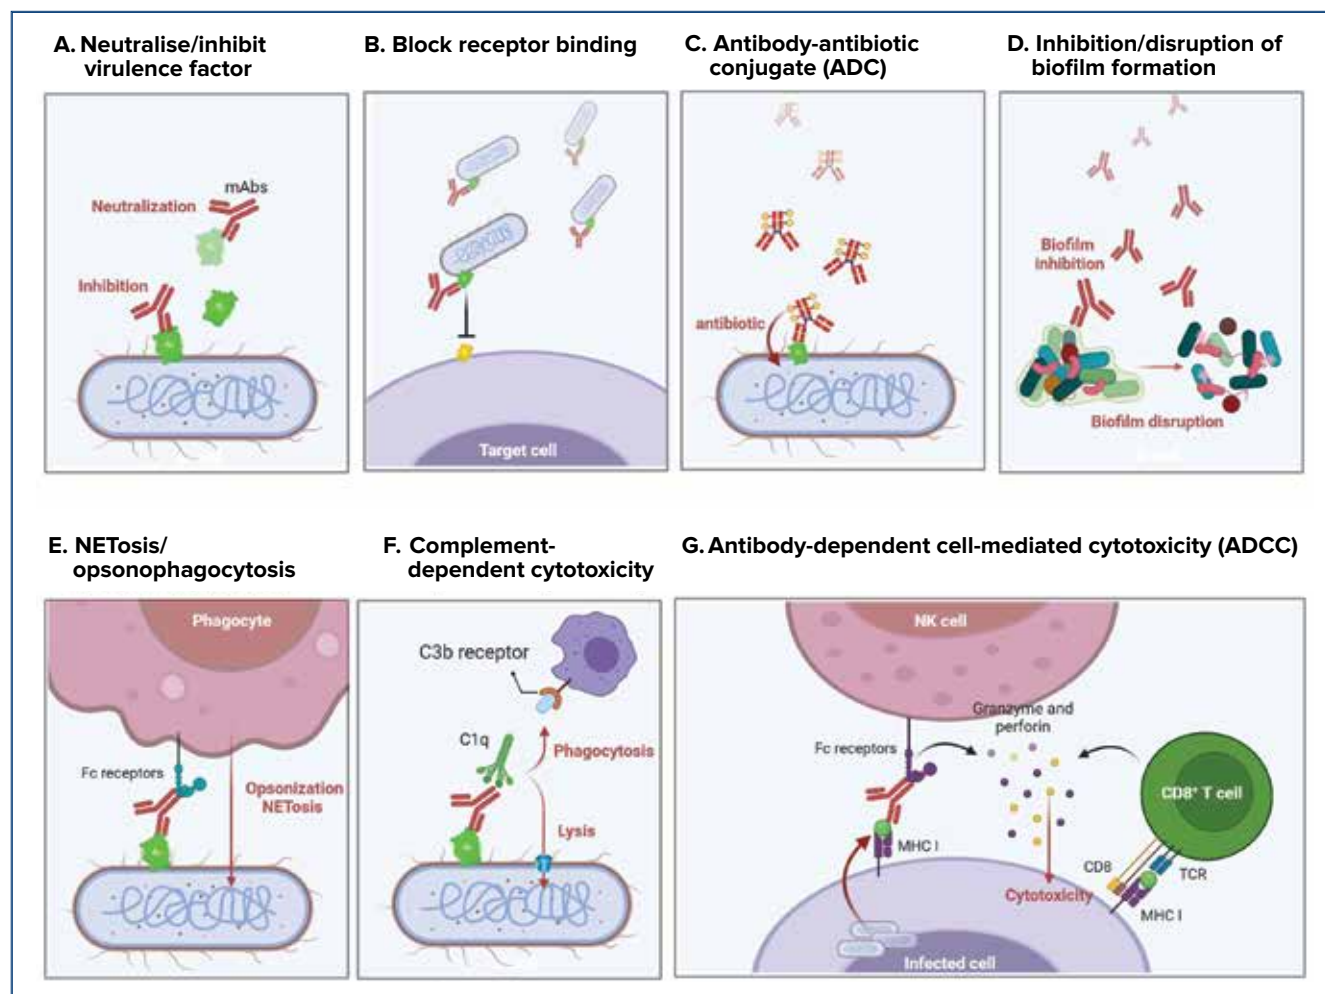 A. Neutralise/inhibit
virulence factor
B. Block receptor binding
C. Antibody-antibiotic
conjugate (ADC)
D. Inhibition/disruption of
biofilm formation
mAbs
Neutralization
Inhibition
Target cell
antibiotic
Biofilm
inhibition
Biofilm disruption
E. NETosis/
opsonophagocytosis
F. Complement-
dependent cytotoxicity
G. Antibody-dependent cell-mediated cytotoxicity (ADCC)
Phagocyte
Fc receptors
Opsonization
NETosis
C3b receptor
C1q
Phagocytosis
Lysis
NK cell
Granzyme and
perforin
Fc receptors
CD8⁺ T cell
MHC I
CD8
TCR
Cytotoxicity
MHC I
Infected cell